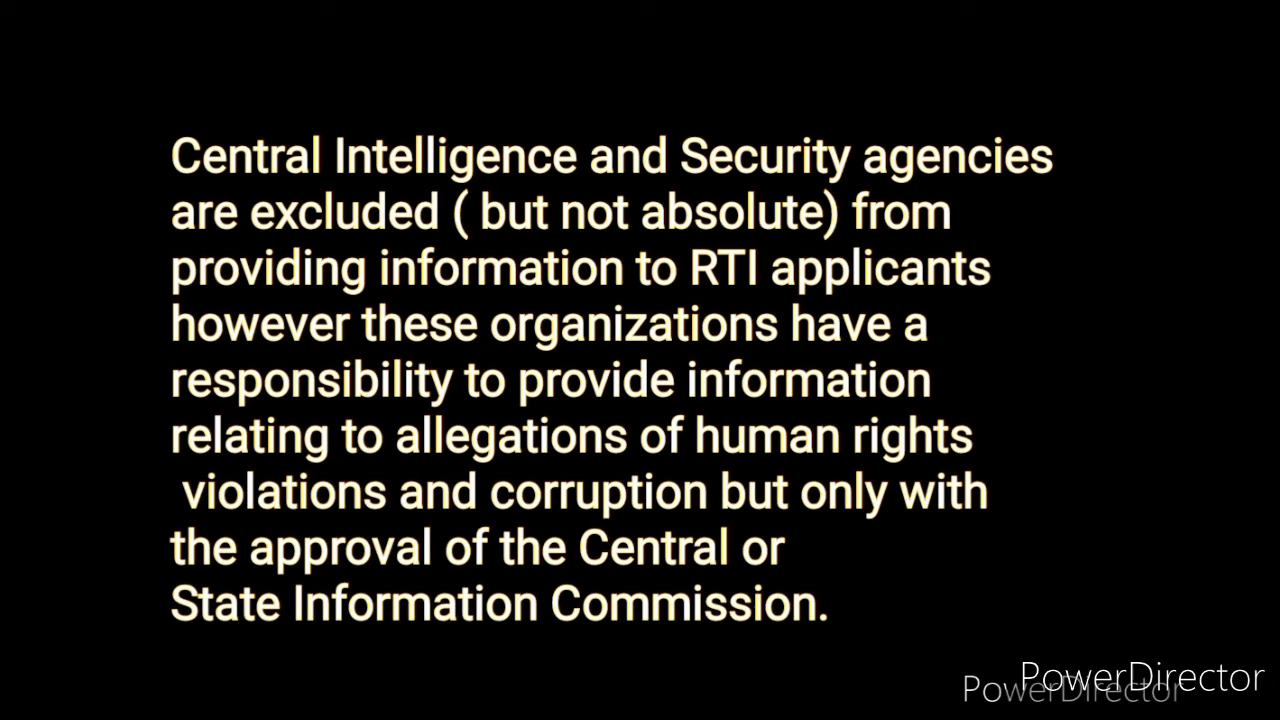 Central Intelligence and Security agencies
are excluded ( but not absolute) from
providing information to RTI applicants
however these organizations have a
responsibility to provide information
relating to allegations of human rights
violations and corruption but only with
the approval of the Central or
State Information Commission.
PowerDirector
PowerDirector